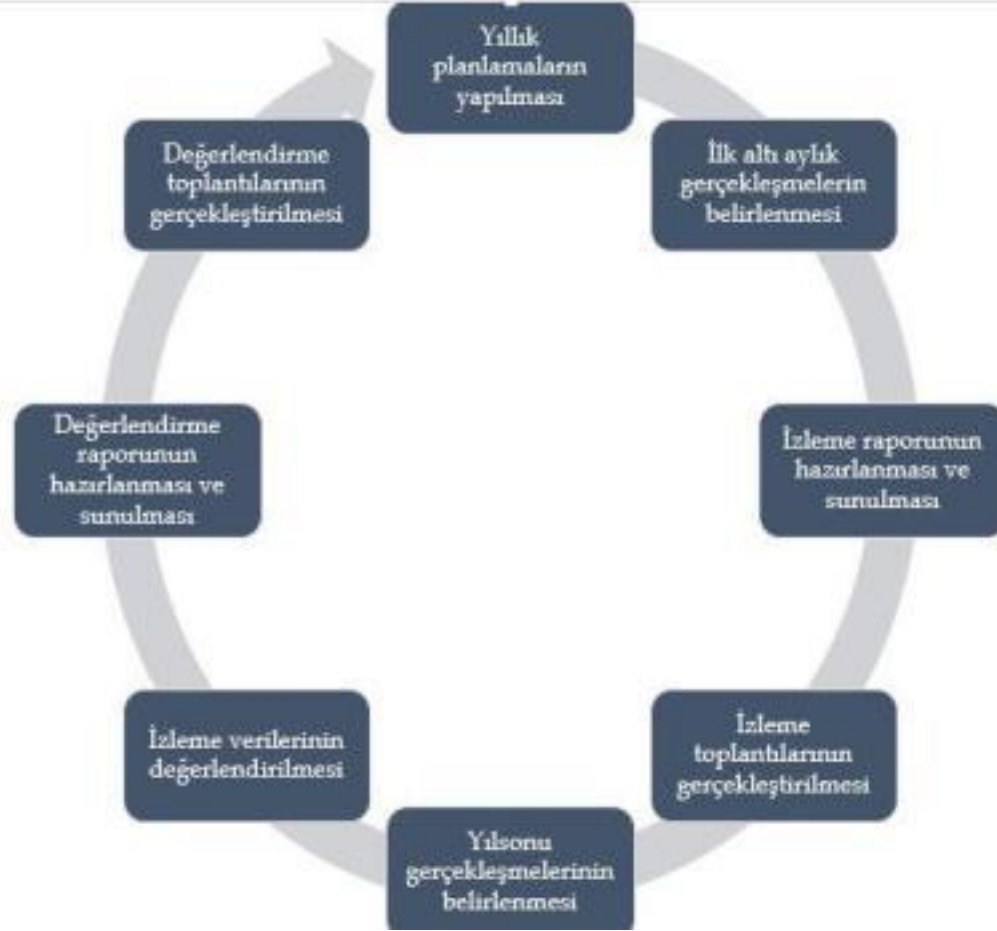 Yıllık
planlamaların
yapılması
İlk altı aylık
gerçekleşmelerin
belirlenmesi
İzleme raporunun
hazırlanması ve
sunulması
İzleme
toplantılarının
gerçekleştirilmesi
Yılsonu
gerçekleşmelerinin
belirlenmesi
İzleme verilerinin
değerlendirilmesi
Değerlendirme
raporunun
hazırlanması ve
sunulması
Değerlendirme
toplantılarının
gerçekleştirilmesi